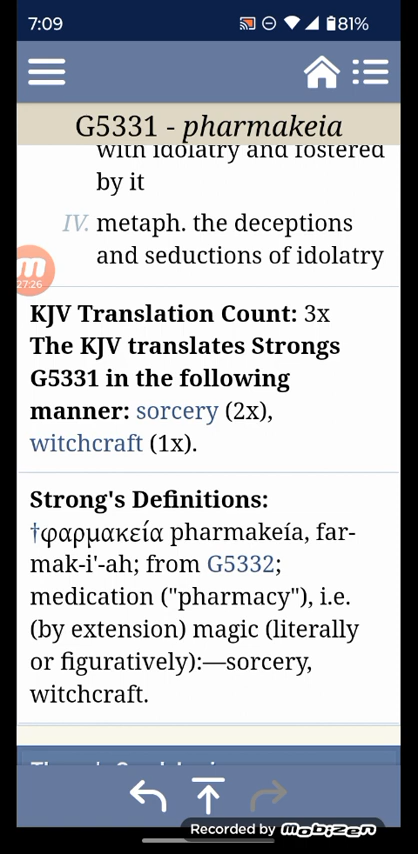 7:09
81%
G5331 - pharmakeia
with idolatry and fostered
by it
IV. metaph. the deceptions
and seductions of idolatry
27:26
KJV Translation Count: 3x
The KJV translates Strongs
G5331 in the following
manner: sorcery (2x),
witchcraft (1x).
Strong's Definitions:
†φαρμακεία pharmakeía, far-
mak-i'-ah; from G5332;
medication ("pharmacy"), i.e.
(by extension) magic (literally
or figuratively):—sorcery,
witchcraft.
Recorded by Mobizen